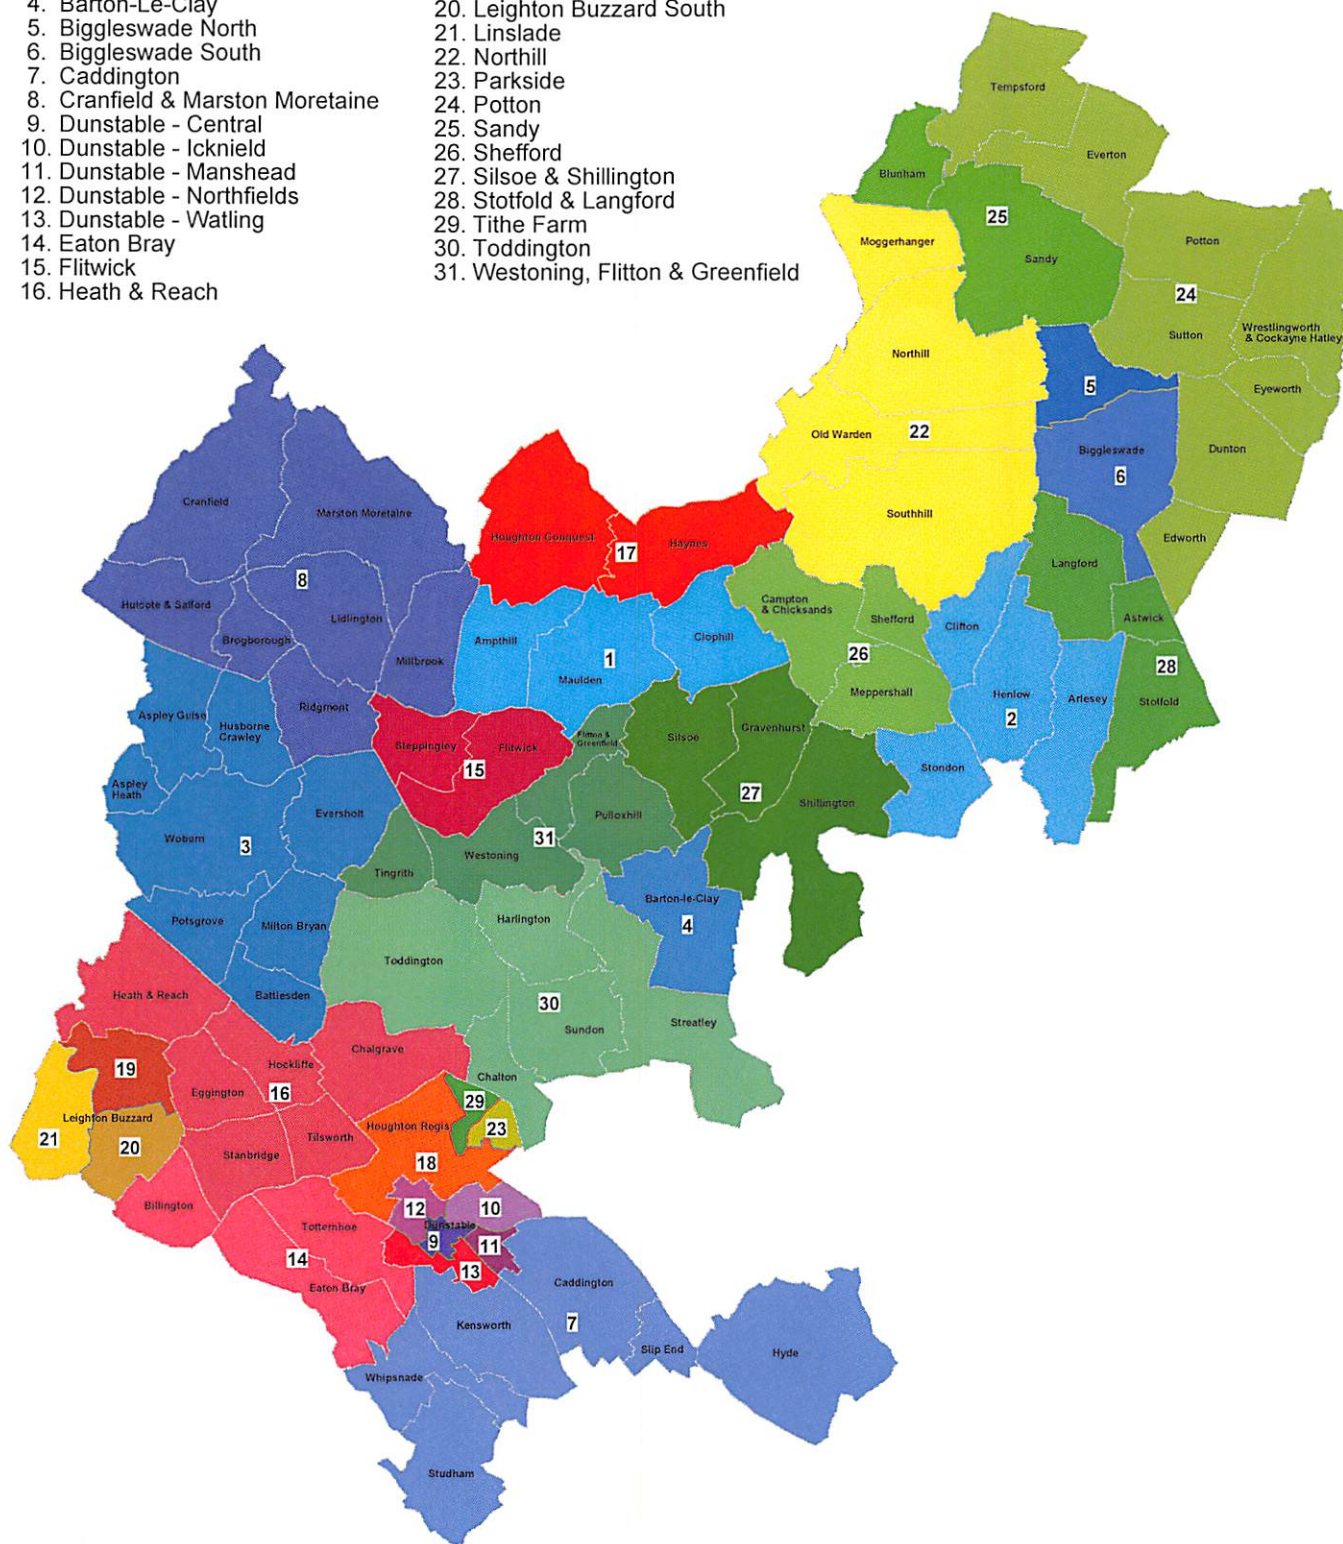 4. Barton-Le-Clay
5. Biggleswade North
6. Biggleswade South
7. Caddington
8. Cranfield & Marston Moretaine
9. Dunstable - Central
10. Dunstable - Icknield
11. Dunstable - Manshead
12. Dunstable - Northfields
13. Dunstable - Watling
14. Eaton Bray
15. Flitwick
16. Heath & Reach
20. Leighton Buzzard South
21. Linslade
22. Northill
23. Parkside
24. Potton
25. Sandy
26. Shefford
27. Silsoe & Shillington
28. Stotfold & Langford
29. Tithe Farm
30. Toddington
31. Westoning, Flitton & Greenfield
Tempsford
Everton
Blunham
25
Sandy
Moggerhanger
Potton
24
Sutton
Wrestlingworth
& Cockayne Hatley
Northill
5
Eyeworth
Old Warden
22
Biggleswade
6
Dunton
Southhill
Edworth
Cranfield
Marston Moretaine
Houghton Conquest
17
Haynes
Langford
8
Hulcote & Salford
Lidlington
Brogborough
Millbrook
Ampthill
1
Maulden
Clophill
Campton
& Chicksands
Shefford
26
Meppershall
Clifton
Astwick
28
Stotfold
Henlow
2
Arlesey
Aspley Guise
Husborne
Crawley
Ridgmont
Steppingley
Flitwick
15
Flitton &
Greenfield
Silsoe
Gravenhurst
Stondon
Aspley
Heath
27
Shillington
Eversholt
Woburn
3
Pulloxhill
31
Westoning
Tingrith
Barton-le-Clay
4
Potsgrove
Milton Bryan
Harlington
Toddington
Heath & Reach
Battlesden
30
Sundon
Streatley
Chalgrave
19
Hockliffe
Eggington
16
Chalton
29
Leighton Buzzard
21
20
Houghton Regis
23
Tilsworth
Stanbridge
18
Billington
12
10
Totternhoe
Dunstable
9
11
14
13
Eaton Bray
Caddington
Kensworth
7
Slip End
Hyde
Whipsnade
Studham